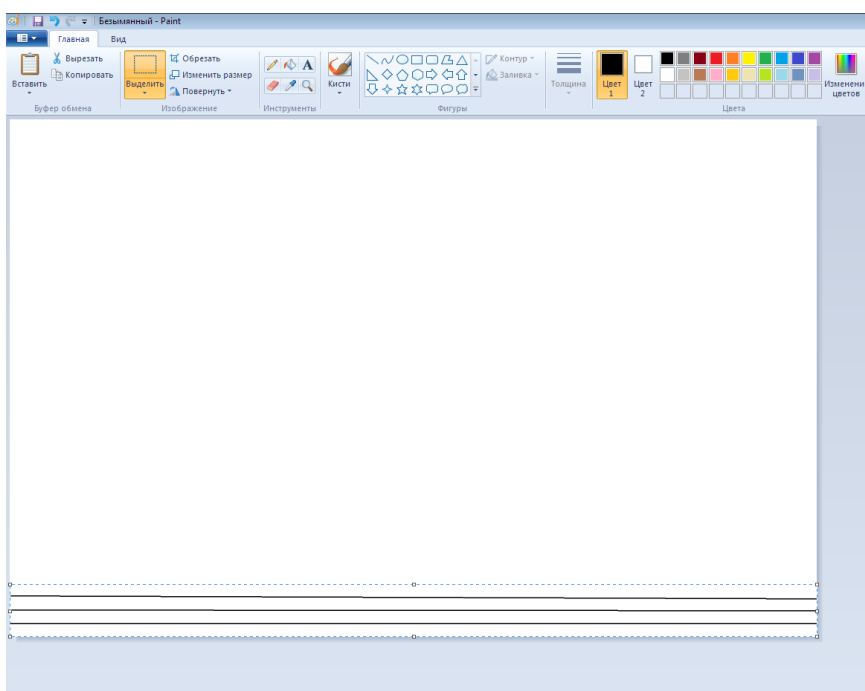 Безымянный - Paint
Главная Вид
Вставить
Вырезать
Копировать
Буфер обмена
Выделить
Обрезать
Изменить размер
Повернуть
Изображение
A
Инструменты
Кисти
Контур
Заливка
Фигуры
Толщина
Цвет
1
Цвет
2
Цвета
Изменени
цветов